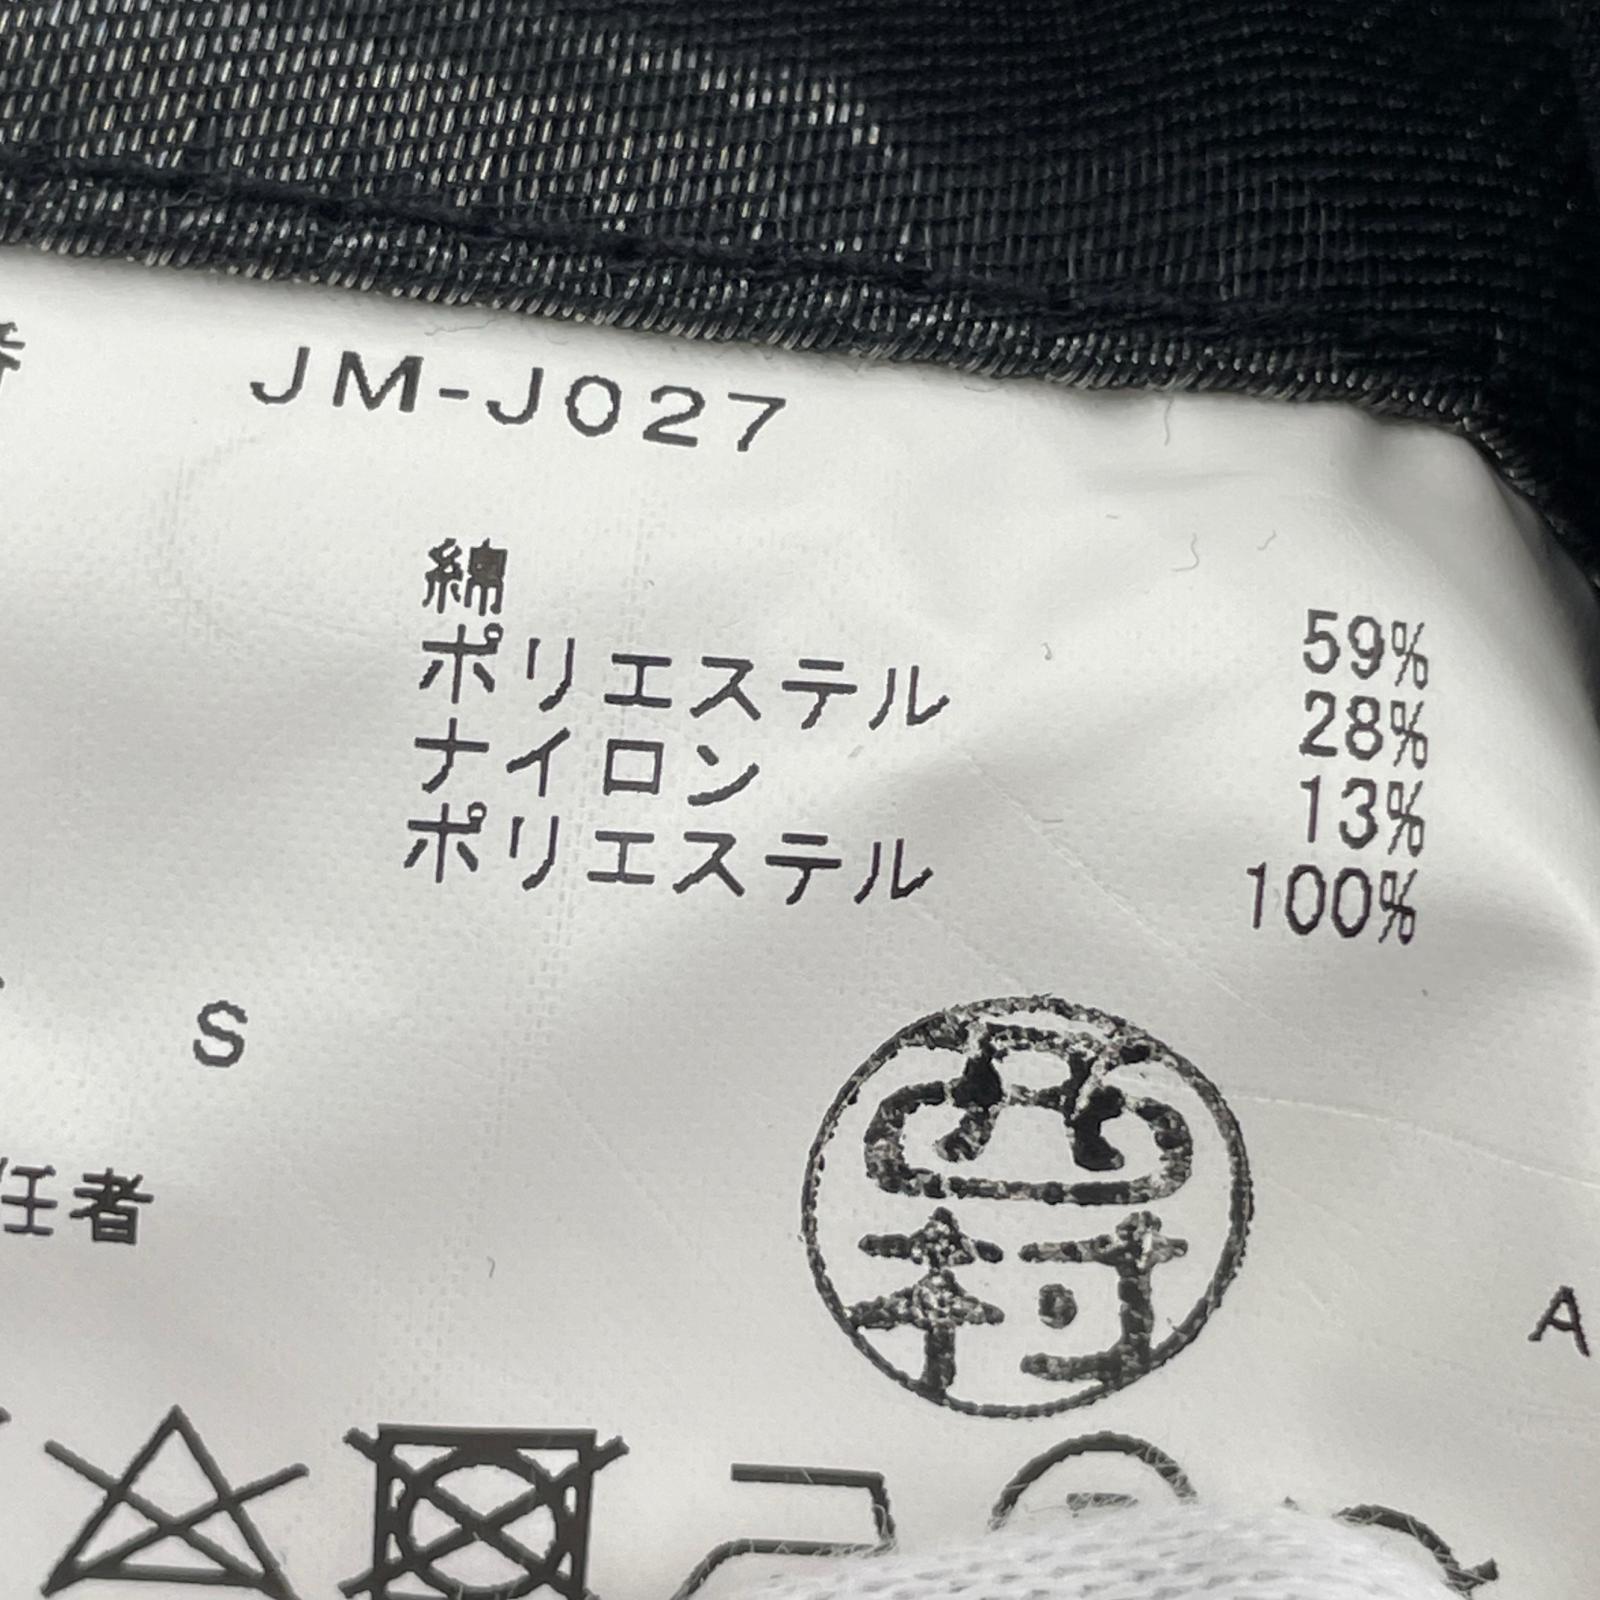 JM-J027
綿 59%
ポリエステル 28%
ナイロン 13%
ポリエステル 100%
S
任者
村
A